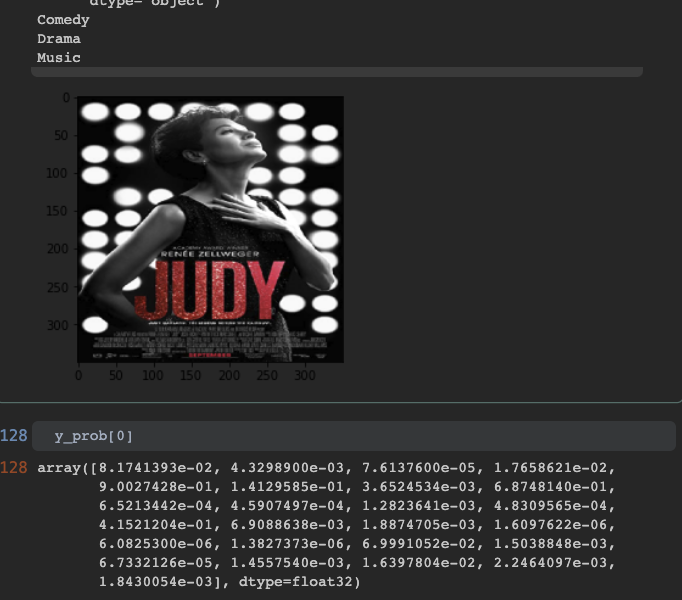 dtype='object')
Comedy
Drama
Music
0
50
100
150
200
250
300
ACADEMY AWARD WINNER
RENÉE ZELLWEGER
JUDY
SEPTEMBER
0 50 100 150 200 250 300
128 y_prob[0]
128 array([8.1741393e-02, 4.3298900e-03, 7.6137600e-05, 1.7658621e-02,
9.0027428e-01, 1.4129585e-01, 3.6524534e-03, 6.8748140e-01,
6.5213442e-04, 4.5907497e-04, 1.2823641e-03, 4.8309565e-04,
4.1521204e-01, 6.9088638e-03, 1.8874705e-03, 1.6097622e-06,
6.0825300e-06, 1.3827373e-06, 6.9991052e-02, 1.5038848e-03,
6.7332126e-05, 1.4557540e-03, 1.6397804e-02, 2.2464097e-03,
1.8430054e-03], dtype=float32)